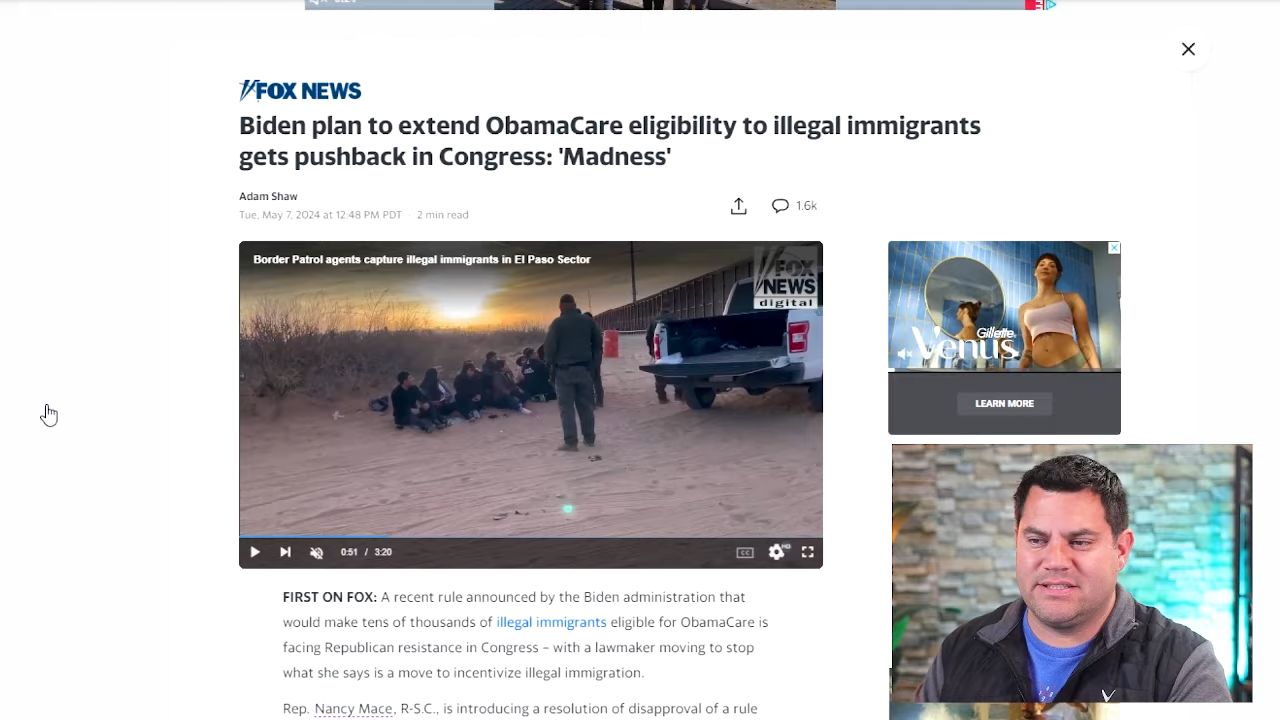 FOX NEWS
Biden plan to extend ObamaCare eligibility to illegal immigrants
gets pushback in Congress: 'Madness'
Adam Shaw
Tue, May 7, 2024 at 12:48 PM PDT · 2 min read
1.6k
Border Patrol agents capture illegal immigrants in El Paso Sector
FOX
NEWS
digital
Gillette
Venus
LEARN MORE
0:51 / 3:20
CC
HD
FIRST ON FOX: A recent rule announced by the Biden administration that
would make tens of thousands of illegal immigrants eligible for ObamaCare is
facing Republican resistance in Congress – with a lawmaker moving to stop
what she says is a move to incentivize illegal immigration.
Rep. Nancy Mace, R-S.C., is introducing a resolution of disapproval of a rule